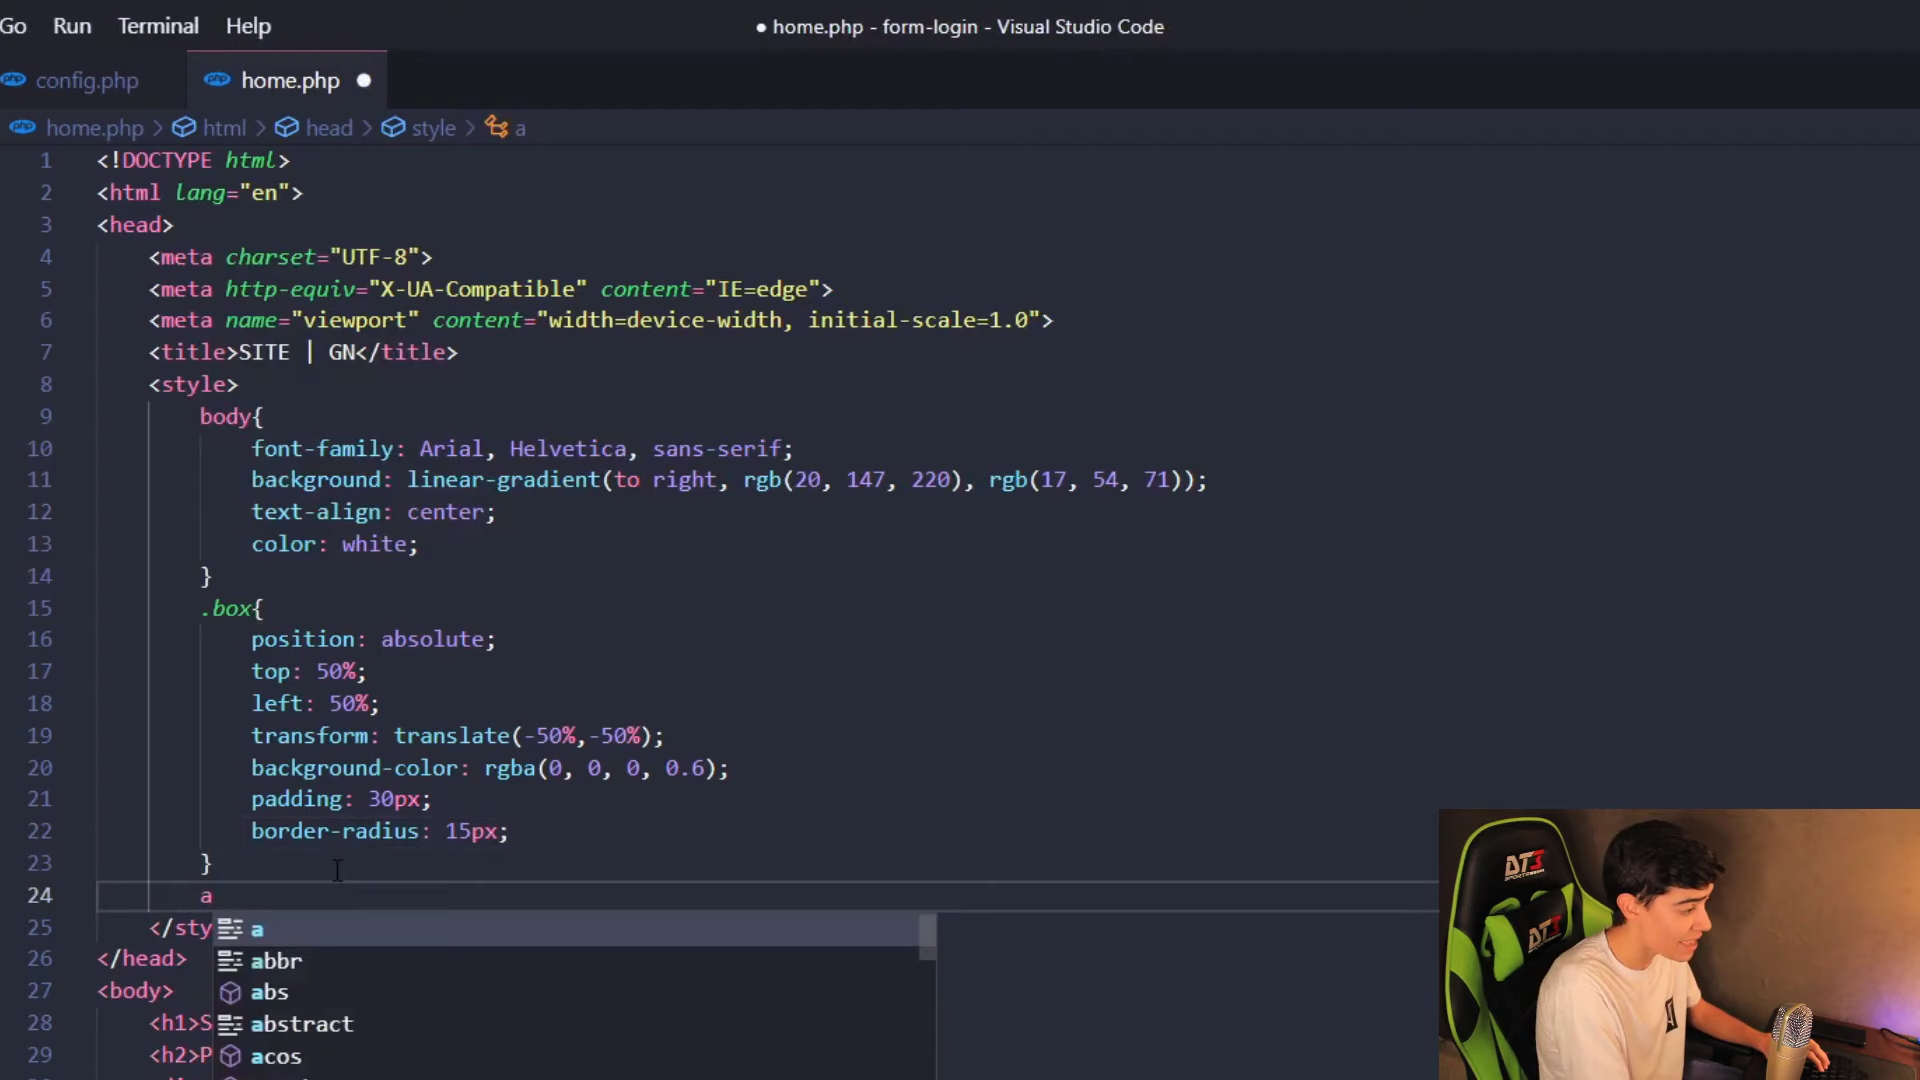 Go Run Terminal Help
● home.php - form-login - Visual Studio Code
config.php home.php
home.php > html > head > style > a
1 <!DOCTYPE html>
2 <html lang="en">
3 <head>
4 <meta charset="UTF-8">
5 <meta http-equiv="X-UA-Compatible" content="IE=edge">
6 <meta name="viewport" content="width=device-width, initial-scale=1.0">
7 <title>SITE | GN</title>
8 <style>
9 body{
10 font-family: Arial, Helvetica, sans-serif;
11 background: linear-gradient(to right, rgb(20, 147, 220), rgb(17, 54, 71));
12 text-align: center;
13 color: white;
14 }
15 .box{
16 position: absolute;
17 top: 50%;
18 left: 50%;
19 transform: translate(-50%,-50%);
20 background-color: rgba(0, 0, 0, 0.6);
21 padding: 30px;
22 border-radius: 15px;
23 }
24 a
25 </sty
a
26 </head>
abbr
27 <body>
abs
28 <h1>S
abstract
29 <h2>P
acos
DT3
SPORTS
DT3